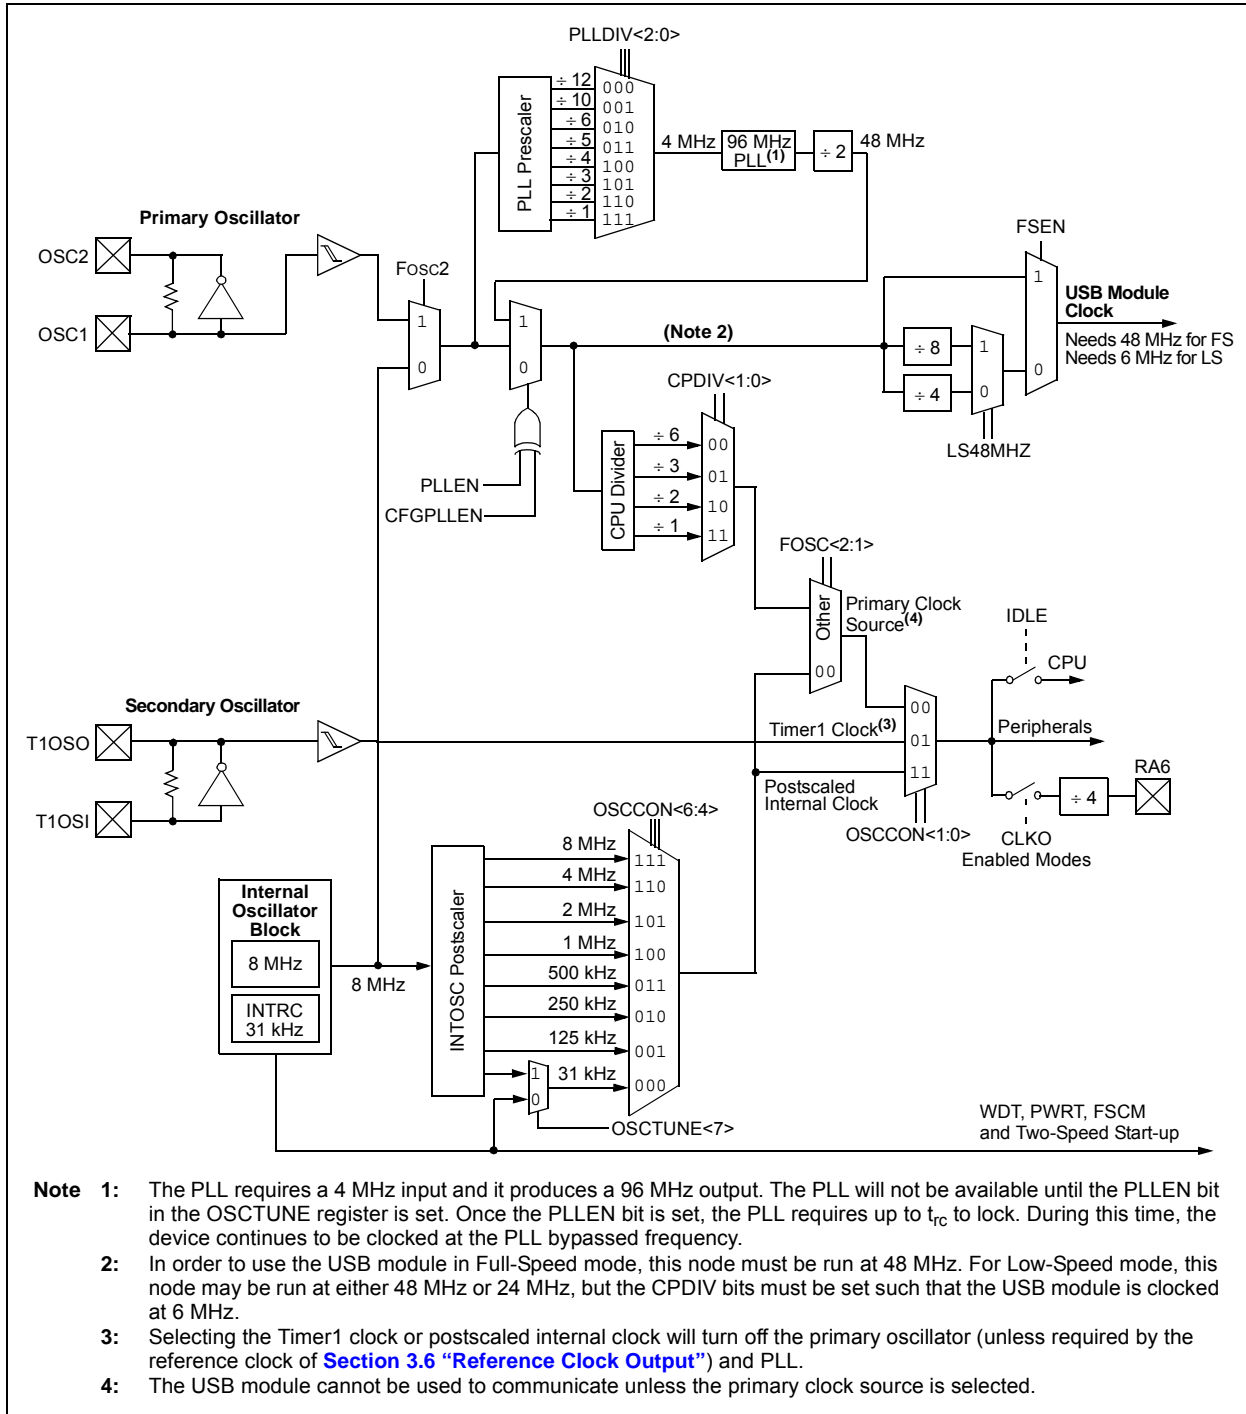 PLLDIV<2:0>
PLL Prescaler
÷ 12
÷ 10
÷ 6
÷ 5
÷ 4
÷ 3
÷ 2
÷ 1
000
001
010
011
100
101
110
111
4 MHz
96 MHz
PLL(1)
÷ 2
48 MHz
Primary Oscillator
OSC2
OSC1
FOSC2
1
0
1
0
PLLEN
CFGPLLEN
(Note 2)
FSEN
1
0
USB Module
Clock
Needs 48 MHz for FS
Needs 6 MHz for LS
÷ 8
÷ 4
1
0
LS48MHZ
CPDIV<1:0>
CPU Divider
÷ 6
÷ 3
÷ 2
÷ 1
00
01
10
11
FOSC<2:1>
Other
00
Primary Clock
Source(4)
IDLE
CPU
Peripherals
RA6
÷ 4
CLKO
Enabled Modes
00
01
11
OSCCON<1:0>
Secondary Oscillator
T1OSO
T1OSI
Timer1 Clock(3)
Postscaled
Internal Clock
OSCCON<6:4>
Internal
Oscillator
Block
8 MHz
INTRC
31 kHz
8 MHz
INTOSC Postscaler
8 MHz
4 MHz
2 MHz
1 MHz
500 kHz
250 kHz
125 kHz
31 kHz
111
110
101
100
011
010
001
000
1
0
OSCTUNE<7>
WDT, PWRT, FSCM
and Two-Speed Start-up
Note 1: The PLL requires a 4 MHz input and it produces a 96 MHz output. The PLL will not be available until the PLLEN bit
in the OSCTUNE register is set. Once the PLLEN bit is set, the PLL requires up to trc to lock. During this time, the
device continues to be clocked at the PLL bypassed frequency.
2: In order to use the USB module in Full-Speed mode, this node must be run at 48 MHz. For Low-Speed mode, this
node may be run at either 48 MHz or 24 MHz, but the CPDIV bits must be set such that the USB module is clocked
at 6 MHz.
3: Selecting the Timer1 clock or postscaled internal clock will turn off the primary oscillator (unless required by the
reference clock of Section 3.6 “Reference Clock Output”) and PLL.
4: The USB module cannot be used to communicate unless the primary clock source is selected.